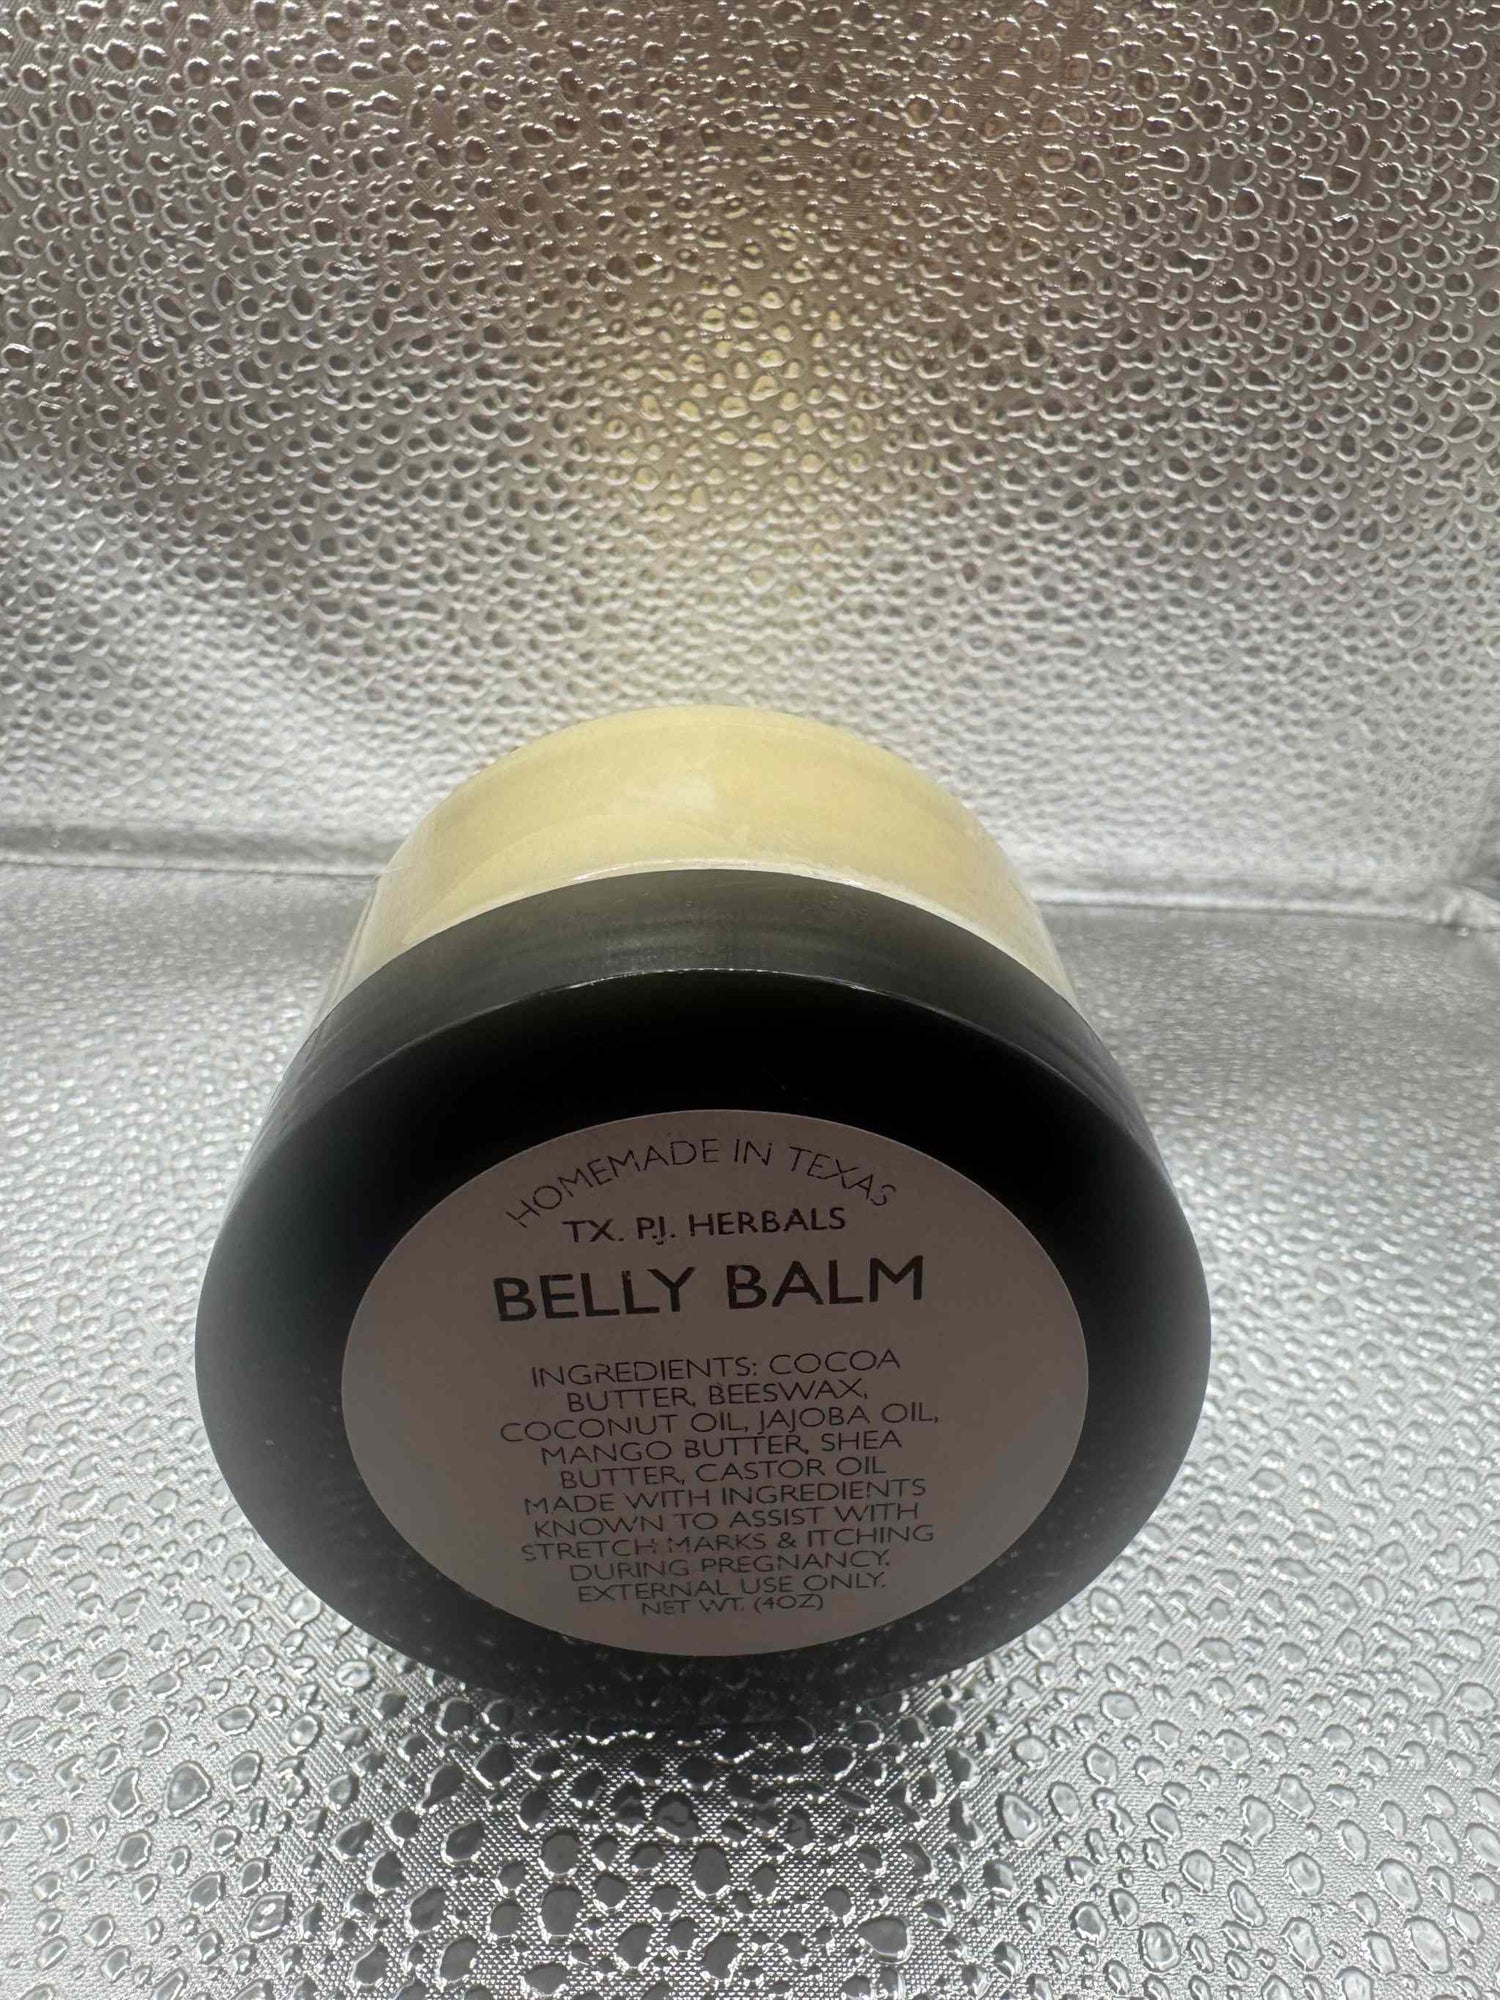 HOMEMADE IN TEXAS
TX. P.J. HERBALS
BELLY BALM
INGREDIENTS: COCOA
BUTTER, BEESWAX,
COCONUT OIL, JAJOBA OIL,
MANGO BUTTER, SHEA
BUTTER, CASTOR OIL
MADE WITH INGREDIENTS
KNOWN TO ASSIST WITH
STRETCH MARKS & ITCHING
DURING PREGNANCY.
EXTERNAL USE ONLY.
NET WT. (4OZ)